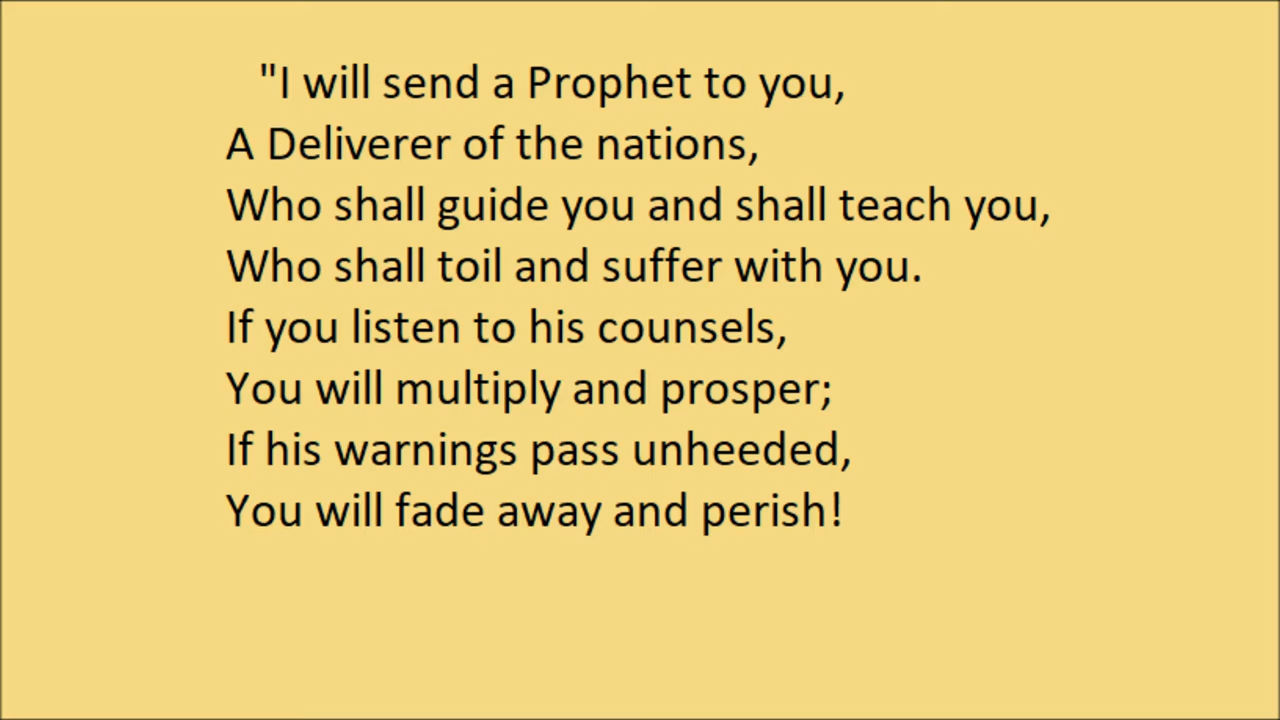 "I will send a Prophet to you,
A Deliverer of the nations,
Who shall guide you and shall teach you,
Who shall toil and suffer with you.
If you listen to his counsels,
You will multiply and prosper;
If his warnings pass unheeded,
You will fade away and perish!